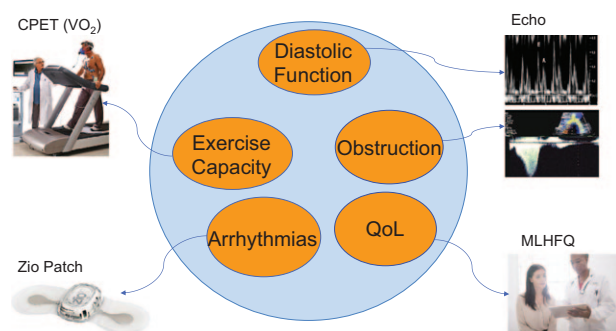 CPET (VO₂)
Echo
Diastolic
Function
Exercise
Capacity
Obstruction
Arrhythmias
QoL
Zio Patch
MLHFQ